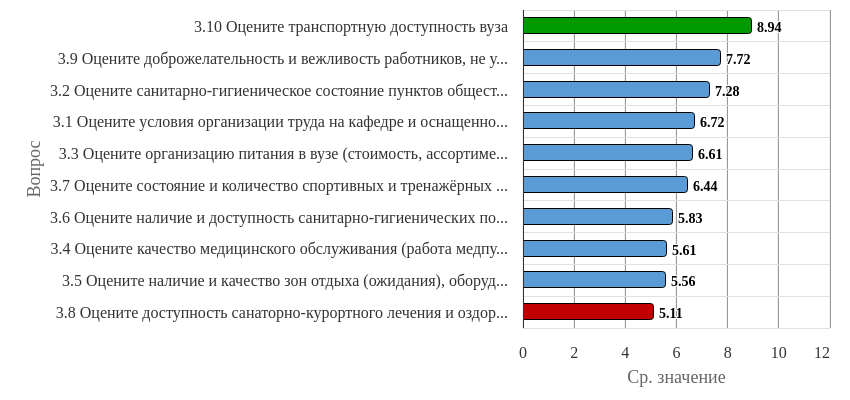 3.10 Оцените транспортную доступность вуза 8.94
3.9 Оцените доброжелательность и вежливость работников, не у... 7.72
3.2 Оцените санитарно-гигиеническое состояние пунктов общест... 7.28
3.1 Оцените условия организации труда на кафедре и оснащенно... 6.72
3.3 Оцените организацию питания в вузе (стоимость, ассортиме... 6.61
3.7 Оцените состояние и количество спортивных и тренажёрных ... 6.44
3.6 Оцените наличие и доступность санитарно-гигиенических по... 5.83
3.4 Оцените качество медицинского обслуживания (работа медпу... 5.61
3.5 Оцените наличие и качество зон отдыха (ожидания), оборуд... 5.56
3.8 Оцените доступность санаторно-курортного лечения и оздор... 5.11
Вопрос
0 2 4 6 8 10 12
Ср. значение